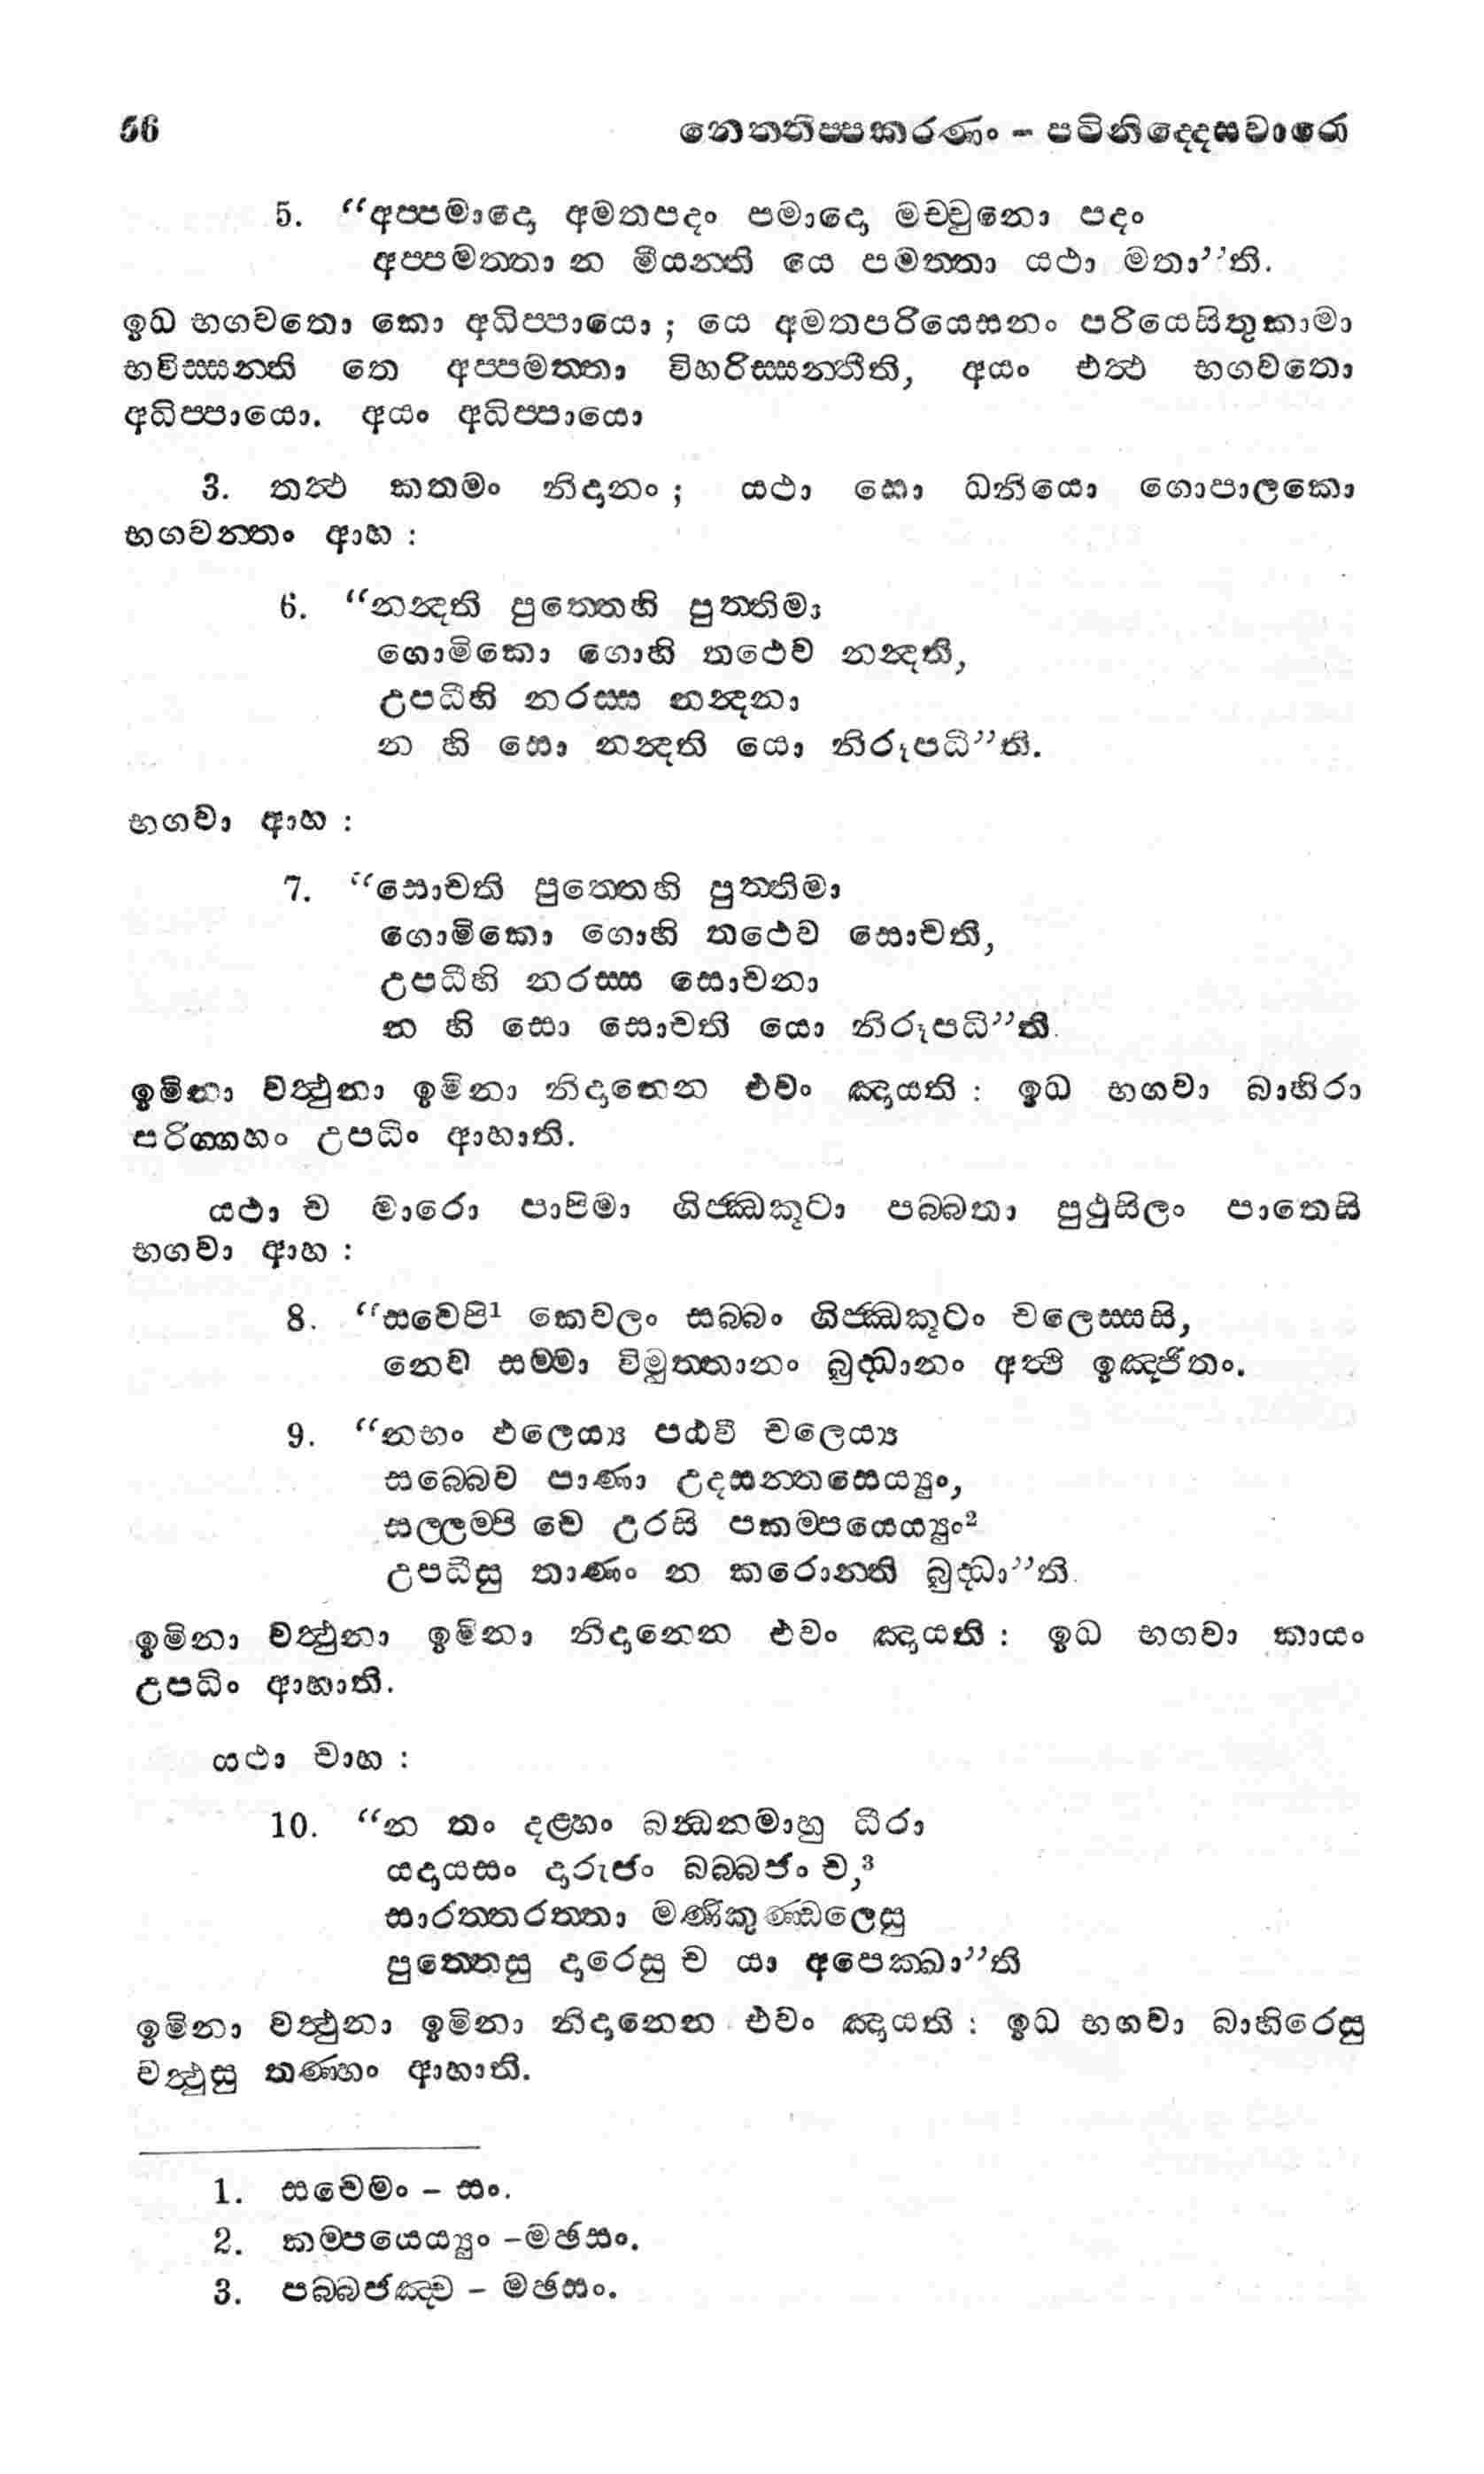 56 නෙත්තිප්පකරණං - පටිනිද්දෙසවාරො
5. “අප්පමාදො අමතපදං පමාදො මච්චුනො පදං
අප්පමත්තා න මීයන්ති යෙ පමත්තා යථා මතා”ති.
ඉධ භගවතො කො අධිප්පායො ; යෙ අමතපරියෙසනං පරියෙසිතුකාමා
භවිස්සන්ති තෙ අප්පමත්තා විහරිස්සන්තීති, අයං එත්ථ භගවතො
අධිප්පායො. අයං අධිප්පායො
3. තත්ථ කතමං නිදානං ; යථා සො ධනියො ගොපාලකො
භගවන්තං ආහ :
6. “නන්දති පුත්තෙහි පුත්තිමා
ගොමිකො ගොහි තථෙව නන්දති,
උපධීහි නරස්ස නන්දනා
න හි සො නන්දති යො නිරූපධි”ති.
භගවා ආහ :
7. “සොචති පුත්තෙහි පුත්තිමා
ගොමිකො ගොහි තථෙව සොචති,
උපධීහි නරස්ස සොචනා
න හි සො සොචති යො නිරූපධි”ති.
ඉමිනා වත්ථුනා ඉමිනා නිදානෙන එවං ඤායති : ඉධ භගවා බාහිරා
පරිග්ගහං උපධිං ආහාති.
යථා ච මාරො පාපිමා ගිජ්ඣකූටා පබ්බතා පුථුසිලං පාතෙසි
භගවා ආහ :
8. “සචෙපි¹ කෙවලං සබ්බං ගිජ්ඣකූටං චලෙස්සසි,
නෙව සම්මා විමුත්තානං බුද්ධානං අත්ථි ඉඤ්ජිතං.
9. “නභං ඵලෙය්‍ය පඨවී චලෙය්‍ය
සබ්බෙව පාණා උදසන්තසෙය්‍යුං,
සල්ලම්පි චෙ උරසි පකම්පයෙය්‍යුං²
උපධීසු තාණං න කරොන්ති බුද්ධා”ති.
ඉමිනා වත්ථුනා ඉමිනා නිදානෙන එවං ඤායති : ඉධ භගවා කායං
උපධිං ආහාති.
යථා චාහ :
10. “න තං දළ්හං බන්ධනමාහු ධීරා
යදායසං දාරුජං බබ්බජං ච,³
සාරත්තරත්තා මණිකුණ්ඩලෙසු
පුත්තෙසු දාරෙසු ච යා අපෙක්ඛා”ති
ඉමිනා වත්ථුනා ඉමිනා නිදානෙන එවං ඤායති : ඉධ භගවා බාහිරෙසු
වත්ථුසු තණ්හං ආහාති.
1. සචෙමං – සං.
2. කම්පයෙය්‍යුං –මඡසං.
3. පබ්බජඤ්ච – මඡසං.